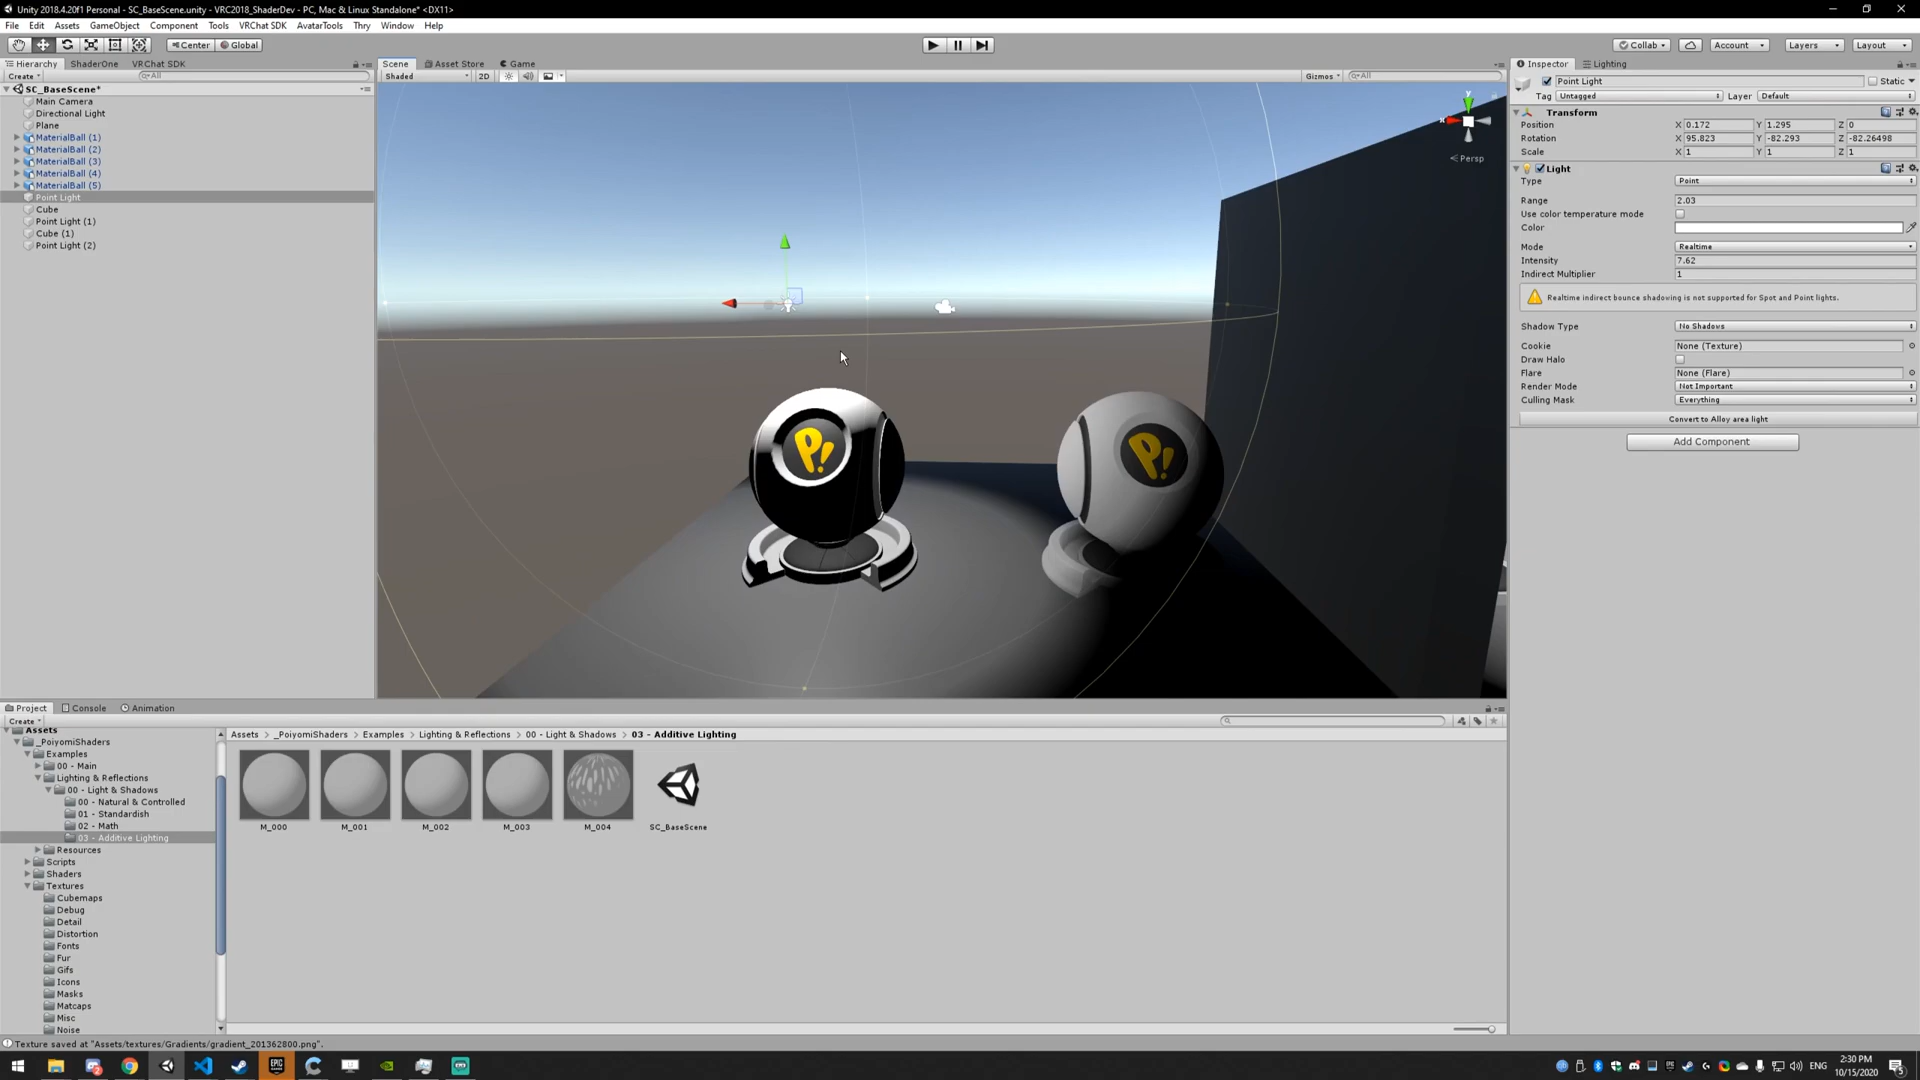 Unity 2018.4.20f1 Personal - SC_BaseScene.unity - VRC2018_ShaderDev - PC, Mac & Linux Standalone* <DX11>
File Edit Assets GameObject Component Tools VRChat SDK AvatarTools Thry Window Help
Center Global Collab Account Layers Layout
Hierarchy ShaderOne VRChat SDK
Create All
SC_BaseScene*
Main Camera
Directional Light
Plane
MaterialBall (1)
MaterialBall (2)
MaterialBall (3)
MaterialBall (4)
MaterialBall (5)
Point Light
Cube
Point Light (1)
Cube (1)
Point Light (2)
Scene Asset Store Game
Shaded 2D Gizmos All
y
x
Persp
P!
P!
Inspector Lighting
Point Light Static
Tag Untagged Layer Default
Transform
Position X 0.172 Y 1.295 Z 0
Rotation X 95.823 Y -82.293 Z -82.26498
Scale X 1 Y 1 Z 1
Light
Type Point
Range 2.03
Use color temperature mode
Color
Mode Realtime
Intensity 7.62
Indirect Multiplier 1
Realtime indirect bounce shadowing is not supported for Spot and Point lights.
Shadow Type No Shadows
Cookie None (Texture)
Draw Halo
Flare None (Flare)
Render Mode Not Important
Culling Mask Everything
Convert to Alloy area light
Add Component
Project Console Animation
Create
Assets
_PoiyomiShaders
Examples
00 - Main
Lighting & Reflections
00 - Light & Shadows
00 - Natural & Controlled
01 - Standardish
02 - Math
03 - Additive Lighting
Resources
Scripts
Shaders
Textures
Cubemaps
Debug
Detail
Distortion
Fonts
Fur
Gifs
Icons
Masks
Matcaps
Misc
Noise
Assets > _PoiyomiShaders > Examples > Lighting & Reflections > 00 - Light & Shadows > 03 - Additive Lighting
M_000 M_001 M_002 M_003 M_004 SC_BaseScene
Texture saved at "Assets/textures/Gradients/gradient_201362800.png".
EPIC
ENG
2:30 PM
10/15/2020